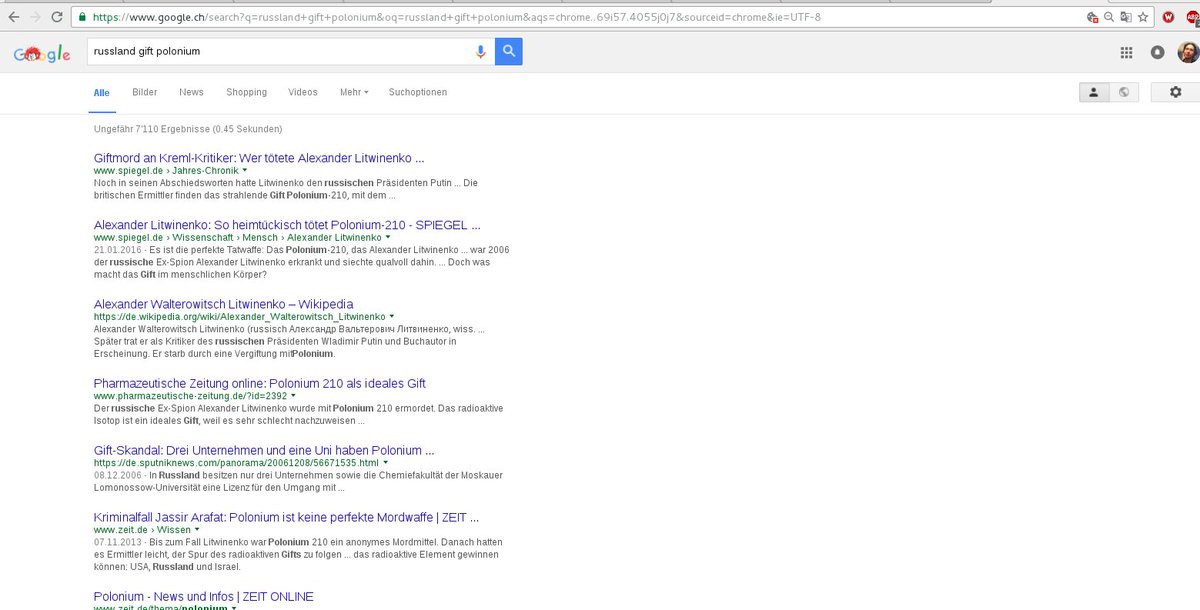 https://www.google.ch/search?q=russland+gift+polonium&oq=russland+gift+polonium&aqs=chrome..69i57.4055j0j7&sourceid=chrome&ie=UTF-8
Google
russland gift polonium
Alle Bilder News Shopping Videos Mehr Suchoptionen
Ungefähr 7'110 Ergebnisse (0.45 Sekunden)
Giftmord an Kreml-Kritiker: Wer tötete Alexander Litwinenko ...
www.spiegel.de › Jahres-Chronik
Noch in seinen Abschiedsworten hatte Litwinenko den russischen Präsidenten Putin ... Die
britischen Ermittler finden das strahlende Gift Polonium-210, mit dem ...
Alexander Litwinenko: So heimtückisch tötet Polonium-210 - SPIEGEL ...
www.spiegel.de › Wissenschaft › Mensch › Alexander Litwinenko
21.01.2016 - Es ist die perfekte Tatwaffe: Das Polonium-210, das Alexander Litwinenko ... war 2006
der russische Ex-Spion Alexander Litwinenko erkrankt und siechte qualvoll dahin. ... Doch was
macht das Gift im menschlichen Körper?
Alexander Walterowitsch Litwinenko – Wikipedia
https://de.wikipedia.org/wiki/Alexander_Walterowitsch_Litwinenko
Alexander Walterowitsch Litwinenko (russisch Александр Вальтерович Литвиненко, wiss. ...
Später trat er als Kritiker des russischen Präsidenten Wladimir Putin und Buchautor in
Erscheinung. Er starb durch eine Vergiftung mitPolonium.
Pharmazeutische Zeitung online: Polonium 210 als ideales Gift
www.pharmazeutische-zeitung.de/?id=2392
Der russische Ex-Spion Alexander Litwinenko wurde mit Polonium 210 ermordet. Das radioaktive
Isotop ist ein ideales Gift, weil es sehr schlecht nachzuweisen ...
Gift-Skandal: Drei Unternehmen und eine Uni haben Polonium ...
https://de.sputniknews.com/panorama/20061208/56671535.html
08.12.2006 - In Russland besitzen nur drei Unternehmen sowie die Chemiefakultät der Moskauer
Lomonossow-Universität eine Lizenz für den Umgang mit ...
Kriminalfall Jassir Arafat: Polonium ist keine perfekte Mordwaffe | ZEIT ...
www.zeit.de › Wissen
07.11.2013 - Bis zum Fall Litwinenko war Polonium 210 ein anonymes Mordmittel. Danach hatten
es Ermittler leicht, der Spur des radioaktiven Gifts zu folgen ... das radioaktive Element gewinnen
können: USA, Russland und Israel.
Polonium - News und Infos | ZEIT ONLINE
www.zeit.de/thema/polonium